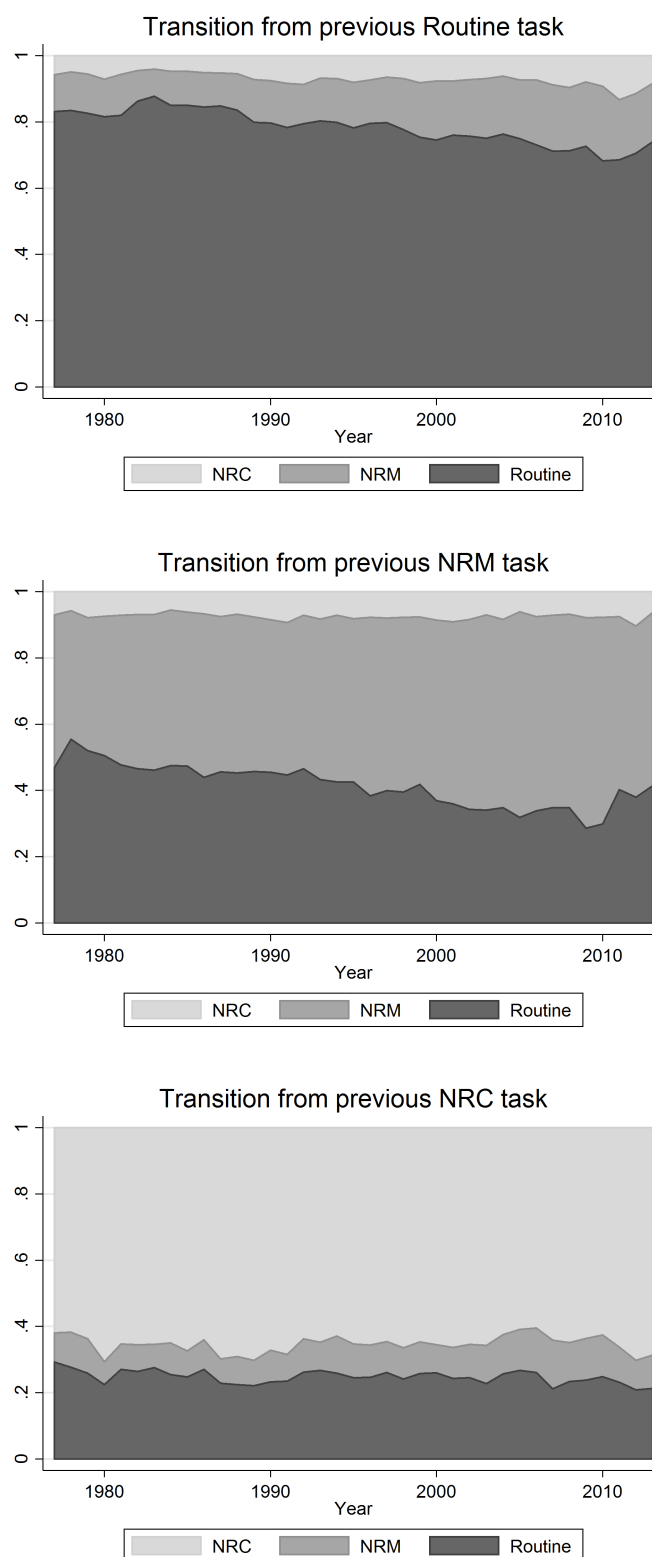 Transition from previous Routine task
1
.8
.6
.4
.2
0
1980 1990 2000 2010
Year
NRC NRM Routine
Transition from previous NRM task
1
.8
.6
.4
.2
0
1980 1990 2000 2010
Year
NRC NRM Routine
Transition from previous NRC task
1
.8
.6
.4
.2
0
1980 1990 2000 2010
Year
NRC NRM Routine